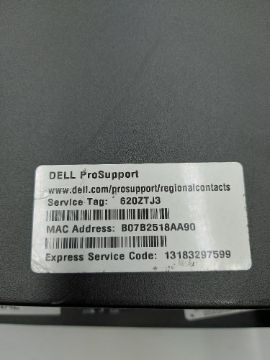 DELL ProSupport
www.dell.com/prosupport/regionalcontacts
Service Tag: 620ZTJ3
MAC Address: B07B2518AA90
Express Service Code: 13183297599